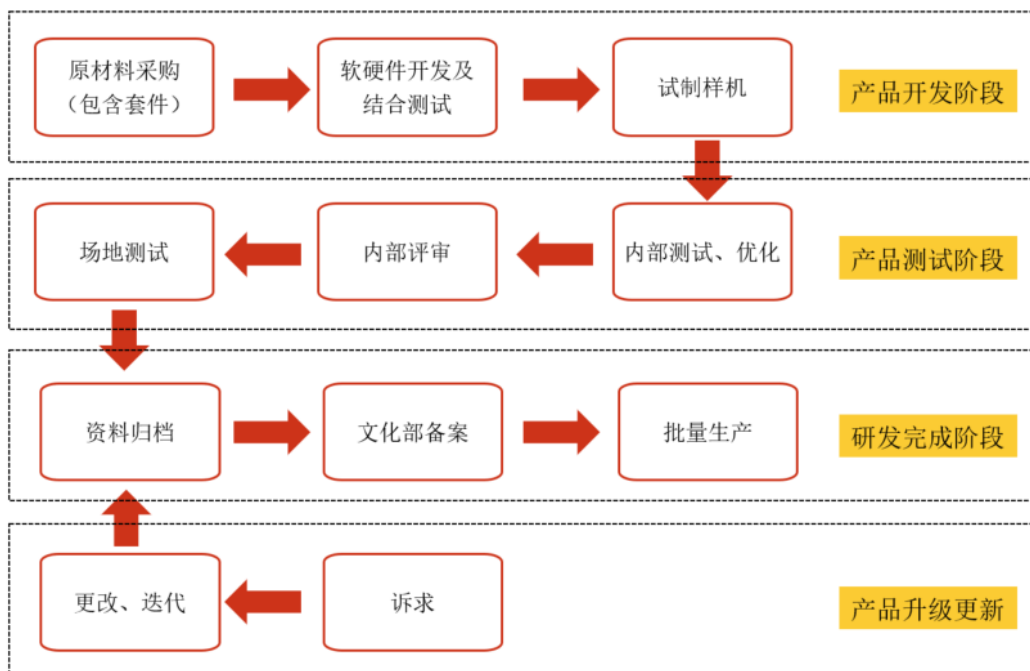 原材料采购
（包含套件）
软硬件开发及
结合测试
试制样机
产品开发阶段
场地测试
内部评审
内部测试、优化
产品测试阶段
资料归档
文化部备案
批量生产
研发完成阶段
更改、迭代
诉求
产品升级更新